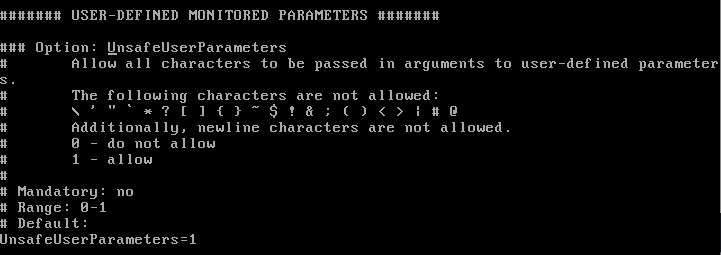 ####### USER-DEFINED MONITORED PARAMETERS #######
### Option: UnsafeUserParameters
#       Allow all characters to be passed in arguments to user-defined parameter
s.
#       The following characters are not allowed:
#       \ ' " ` * ? [ ] { } ~ $ ! & ; ( ) < > | # @
#       Additionally, newline characters are not allowed.
#       0 - do not allow
#       1 - allow
#
# Mandatory: no
# Range: 0-1
# Default:
UnsafeUserParameters=1